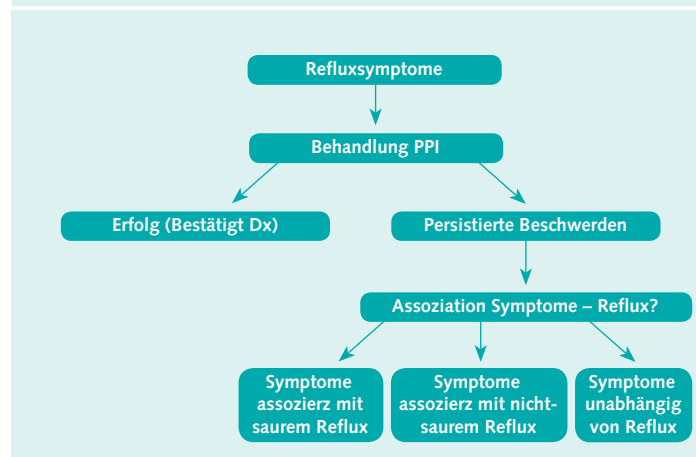 Refluxsymptome
Behandlung PPI
Erfolg (Bestätigt Dx)
Persistierte Beschwerden
Assoziation Symptome – Reflux?
Symptome
assozierz mit
saurem Reflux
Symptome
assozierz mit nicht-
saurem Reflux
Symptome
unabhängig
von Reflux